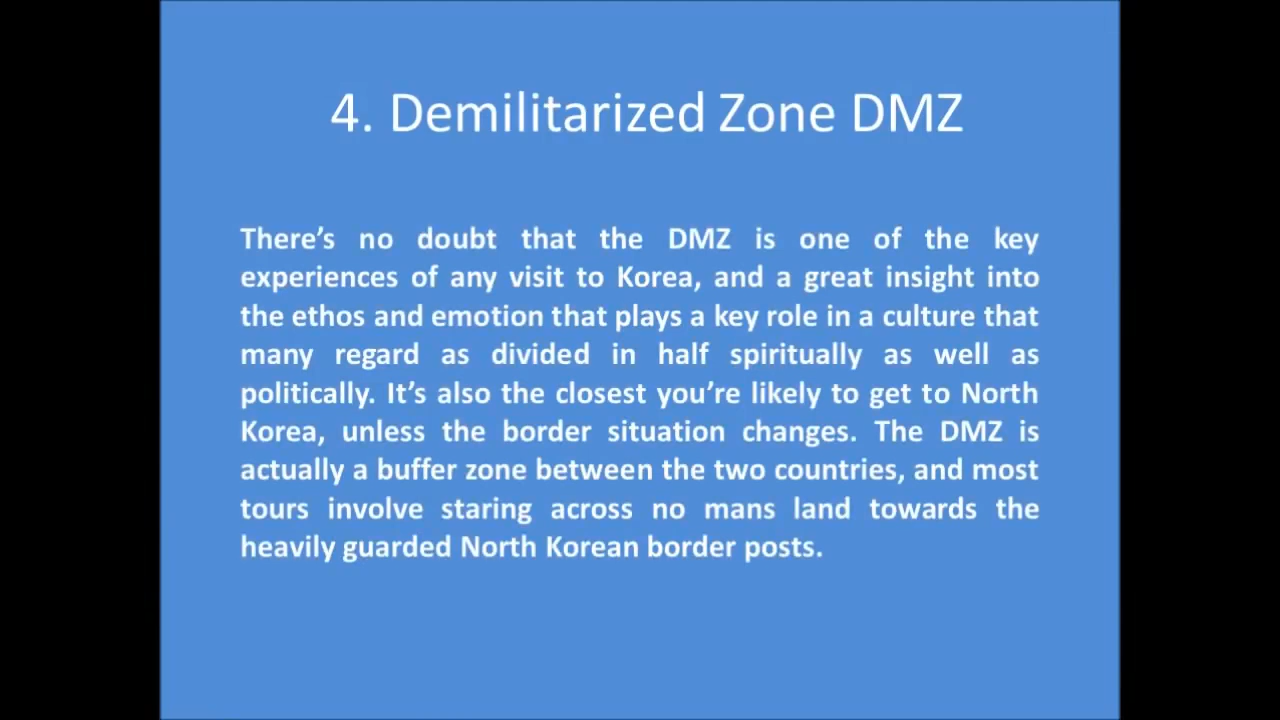 4. Demilitarized Zone DMZ
There’s no doubt that the DMZ is one of the key
experiences of any visit to Korea, and a great insight into
the ethos and emotion that plays a key role in a culture that
many regard as divided in half spiritually as well as
politically. It’s also the closest you’re likely to get to North
Korea, unless the border situation changes. The DMZ is
actually a buffer zone between the two countries, and most
tours involve staring across no mans land towards the
heavily guarded North Korean border posts.